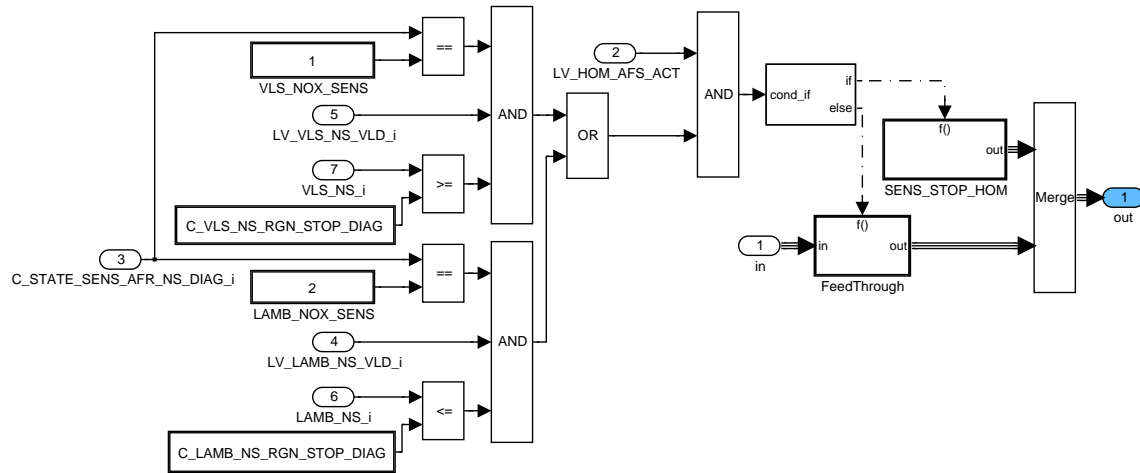 1
VLS_NOX_SENS
==
5
LV_VLS_NS_VLD_i
7
VLS_NS_i
>=
C_VLS_NS_RGN_STOP_DIAG
AND
OR
2
LV_HOM_AFS_ACT
AND
cond_if
if
else
f()
out
SENS_STOP_HOM
Merge
1
out
3
C_STATE_SENS_AFR_NS_DIAG_i
2
LAMB_NOX_SENS
==
4
LV_LAMB_NS_VLD_i
AND
6
LAMB_NS_i
<=
C_LAMB_NS_RGN_STOP_DIAG
1
in
f()
in
out
FeedThrough